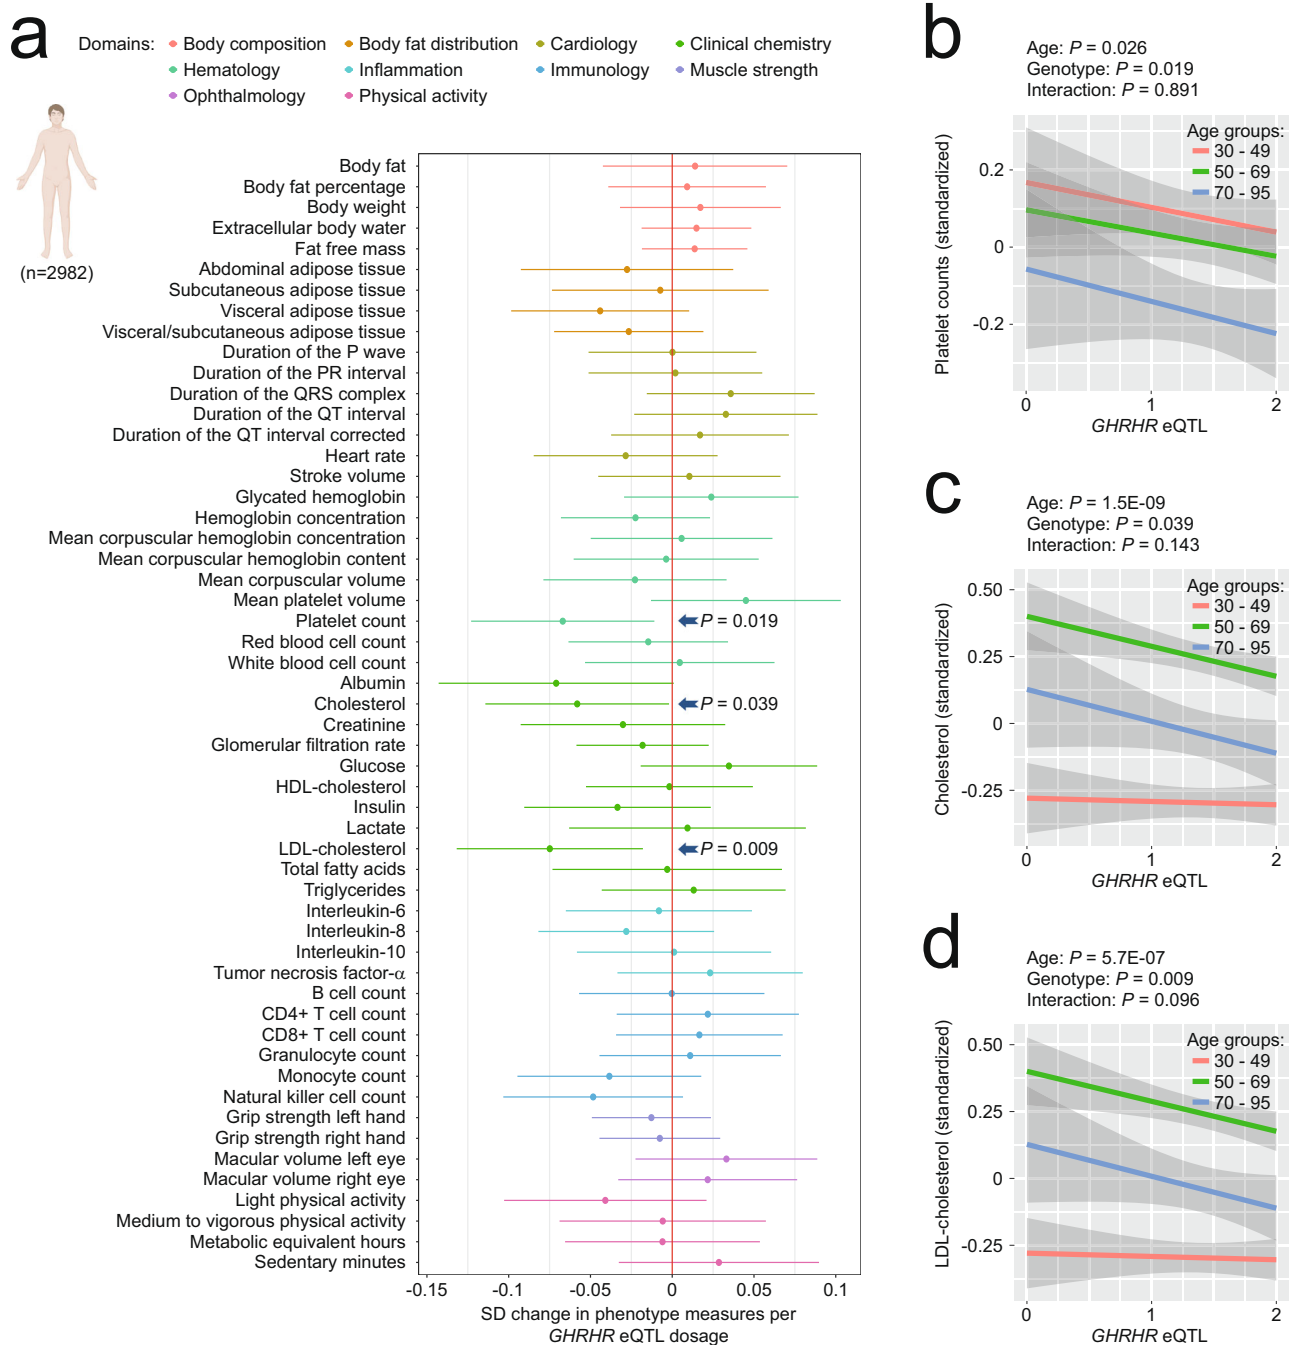 a
Domains:
Body composition
Body fat distribution
Cardiology
Clinical chemistry
Hematology
Inflammation
Immunology
Muscle strength
Ophthalmology
Physical activity
(n=2982)
Body fat
Body fat percentage
Body weight
Extracellular body water
Fat free mass
Abdominal adipose tissue
Subcutaneous adipose tissue
Visceral adipose tissue
Visceral/subcutaneous adipose tissue
Duration of the P wave
Duration of the PR interval
Duration of the QRS complex
Duration of the QT interval
Duration of the QT interval corrected
Heart rate
Stroke volume
Glycated hemoglobin
Hemoglobin concentration
Mean corpuscular hemoglobin concentration
Mean corpuscular hemoglobin content
Mean corpuscular volume
Mean platelet volume
Platelet count
P = 0.019
Red blood cell count
White blood cell count
Albumin
Cholesterol
P = 0.039
Creatinine
Glomerular filtration rate
Glucose
HDL-cholesterol
Insulin
Lactate
LDL-cholesterol
P = 0.009
Total fatty acids
Triglycerides
Interleukin-6
Interleukin-8
Interleukin-10
Tumor necrosis factor-α
B cell count
CD4+ T cell count
CD8+ T cell count
Granulocyte count
Monocyte count
Natural killer cell count
Grip strength left hand
Grip strength right hand
Macular volume left eye
Macular volume right eye
Light physical activity
Medium to vigorous physical activity
Metabolic equivalent hours
Sedentary minutes
-0.15 -0.1 -0.05 0 0.05 0.1
SD change in phenotype measures per
GHRHR eQTL dosage
b
Age: P = 0.026
Genotype: P = 0.019
Interaction: P = 0.891
Platelet counts (standardized)
0.2
0
-0.2
Age groups:
30 - 49
50 - 69
70 - 95
0 1 2
GHRHR eQTL
c
Age: P = 1.5E-09
Genotype: P = 0.039
Interaction: P = 0.143
Cholesterol (standardized)
0.50
0.25
0
-0.25
Age groups:
30 - 49
50 - 69
70 - 95
0 1 2
GHRHR eQTL
d
Age: P = 5.7E-07
Genotype: P = 0.009
Interaction: P = 0.096
LDL-cholesterol (standardized)
0.50
0.25
0
-0.25
Age groups:
30 - 49
50 - 69
70 - 95
0 1 2
GHRHR eQTL